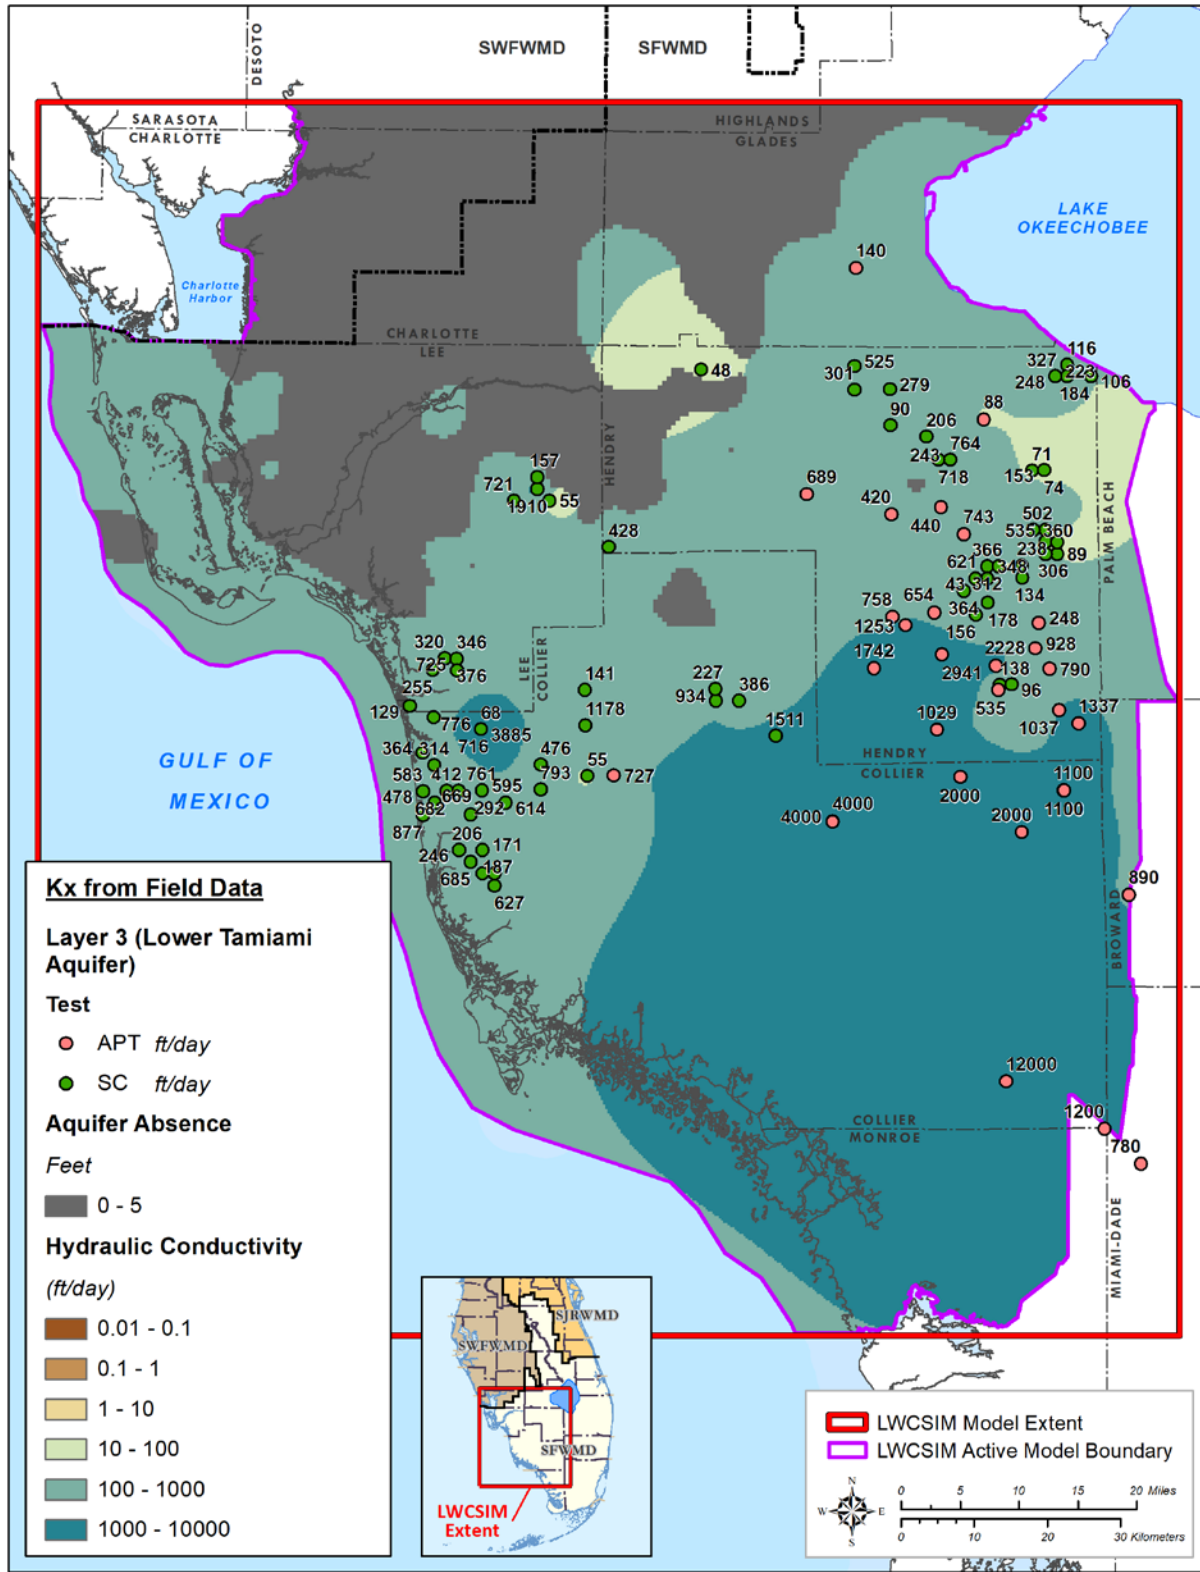 DESOTO
SWFWMD
SFWMD
SARASOTA
CHARLOTTE
HIGHLANDS
GLADES
LAKE
OKEECHOBEE
140
Charlotte
Harbor
CHARLOTTE
LEE
116
327
223
48
525
301
279
248
184
106
88
90
206
HENDRY
157
243
764
71
153
721
718
74
1910
55
689
420
440
743
502
PALM BEACH
428
535
360
366
238
89
621
348
306
43
312
134
758
654
364
178
248
1253
156
928
320
346
1742
2228
725
376
2941
138
790
LEE
COLLIER
141
227
255
934
386
96
535
129
68
1178
1337
776
3885
1511
1029
1037
716
364
314
476
HENDRY
COLLIER
GULF OF
MEXICO
583
412
761
595
793
55
727
1100
478
669
2000
682
292
614
4000
4000
1100
877
2000
206
171
246
187
685
890
627
BROWARD
12000
COLLIER
MONROE
1200
780
MIAMI-DADE
Kx from Field Data
Layer 3 (Lower Tamiami
Aquifer)
Test
APT ft/day
SC ft/day
Aquifer Absence
Feet
0 - 5
Hydraulic Conductivity
(ft/day)
0.01 - 0.1
0.1 - 1
1 - 10
10 - 100
100 - 1000
1000 - 10000
SJRWMD
SWFWMD
SFWMD
LWCSIM
Extent
LWCSIM Model Extent
LWCSIM Active Model Boundary
N
W E
S
0 5 10 15 20 Miles
0 10 20 30 Kilometers